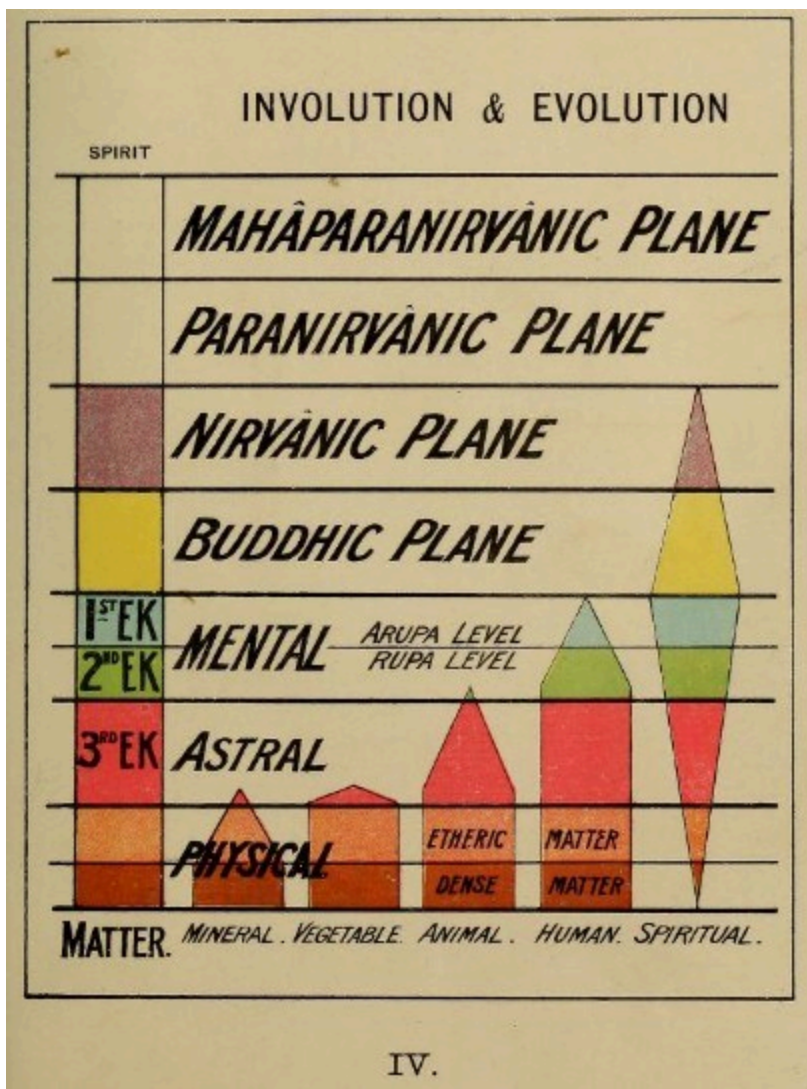 INVOLUTION & EVOLUTION
SPIRIT
MAHÂPARANIRVÂNIC PLANE
PARANIRVÂNIC PLANE
NIRVÂNIC PLANE
BUDDHIC PLANE
1ST EK
2ND EK
MENTAL
ARUPA LEVEL
RUPA LEVEL
3RD EK
ASTRAL
PHYSICAL
ETHERIC MATTER
DENSE MATTER
MATTER.
MINERAL. VEGETABLE. ANIMAL. HUMAN. SPIRITUAL.
IV.